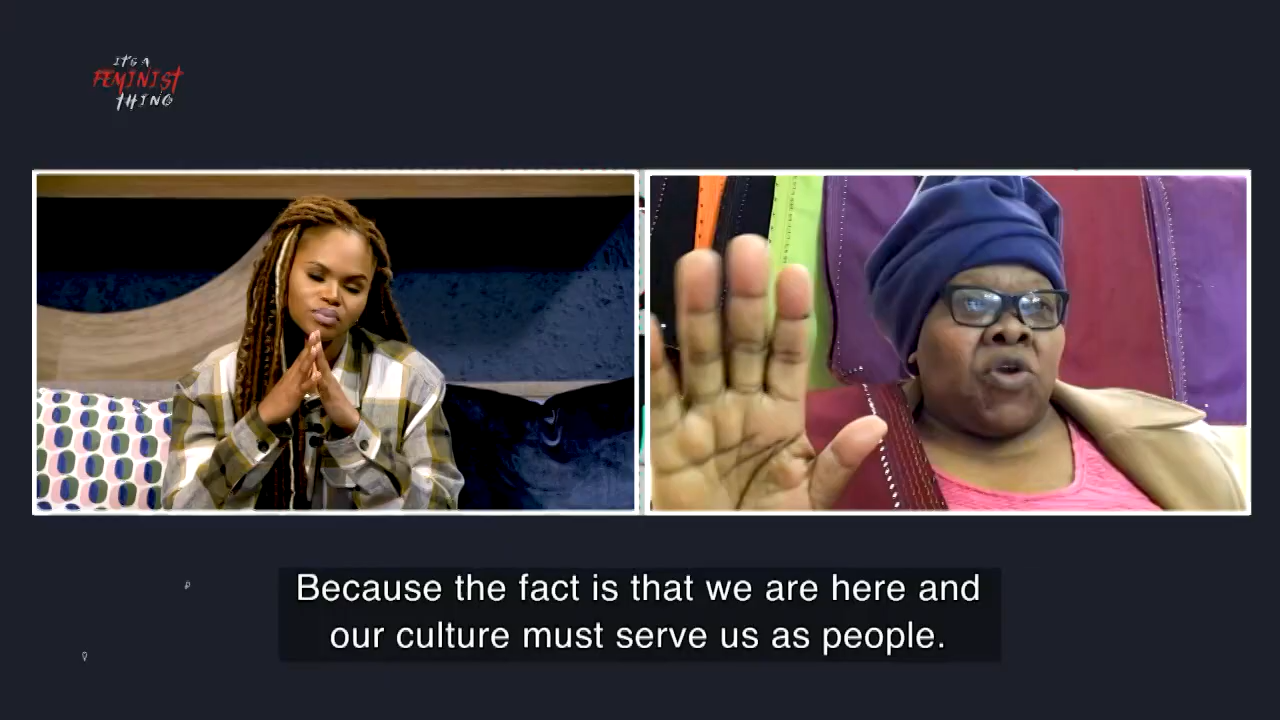 IT'S A
FEMINIST
THING
Because the fact is that we are here and
our culture must serve us as people.